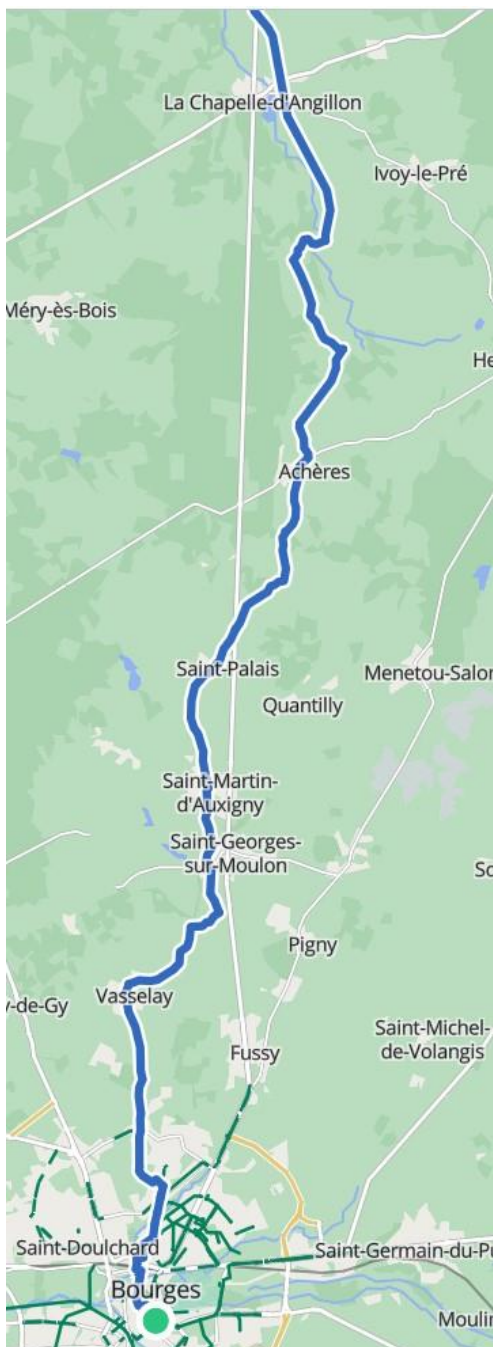 La Chapelle-d'Angillon
Ivoy-le-Pré
Méry-ès-Bois
He
Achères
Saint-Palais
Menetou-Salon
Quantilly
Saint-Martin-
d'Auxigny
Saint-Georges-
sur-Moulon
So
Pigny
Vasselay
y-de-Gy
Saint-Michel-
de-Volangis
Fussy
Saint-Doulchard
Saint-Germain-du-Pu
Bourges
Moulin